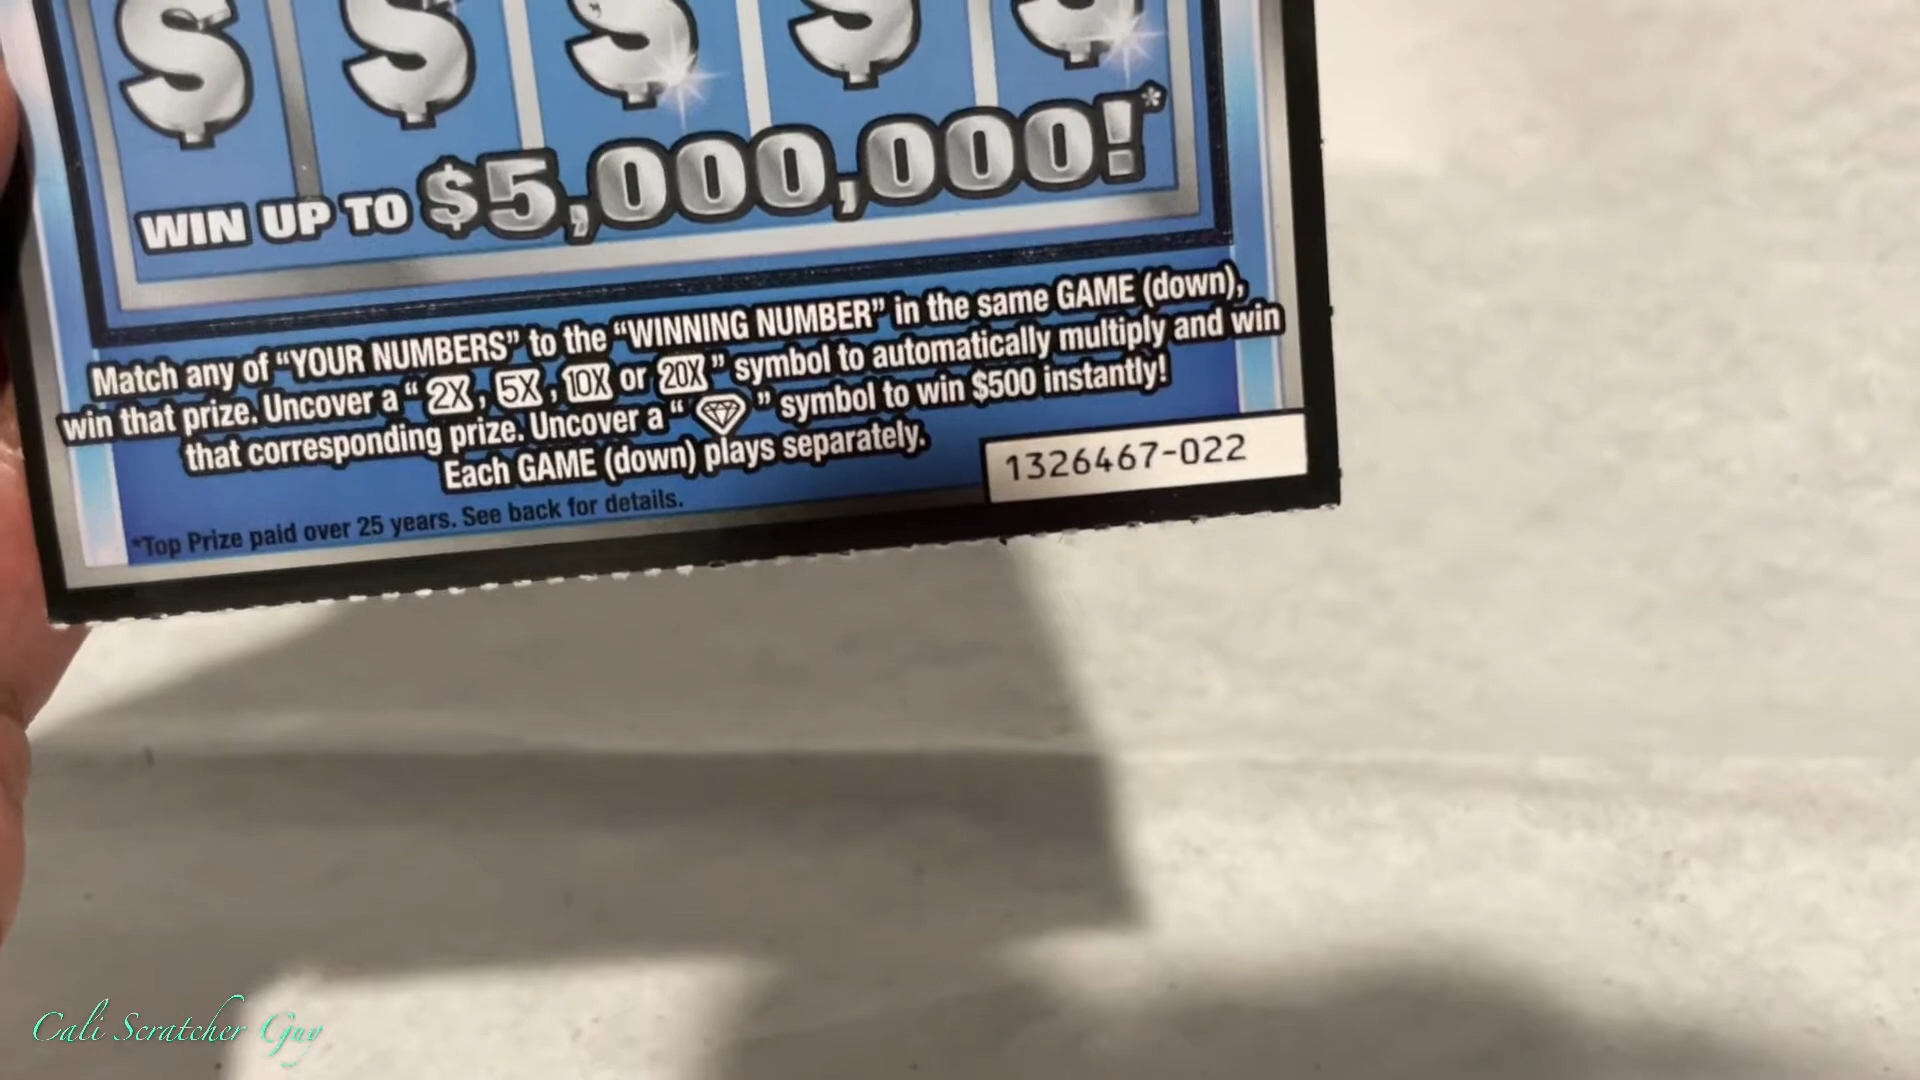 $ $ $ $ $
WIN UP TO $5,000,000!*
Match any of “YOUR NUMBERS” to the “WINNING NUMBER” in the same GAME (down),
win that prize. Uncover a “ 2X , 5X , 10X or 20X ” symbol to automatically multiply and win
that corresponding prize. Uncover a “ ” symbol to win $500 instantly!
Each GAME (down) plays separately.
1326467-022
*Top Prize paid over 25 years. See back for details.
Cali Scratcher Guy